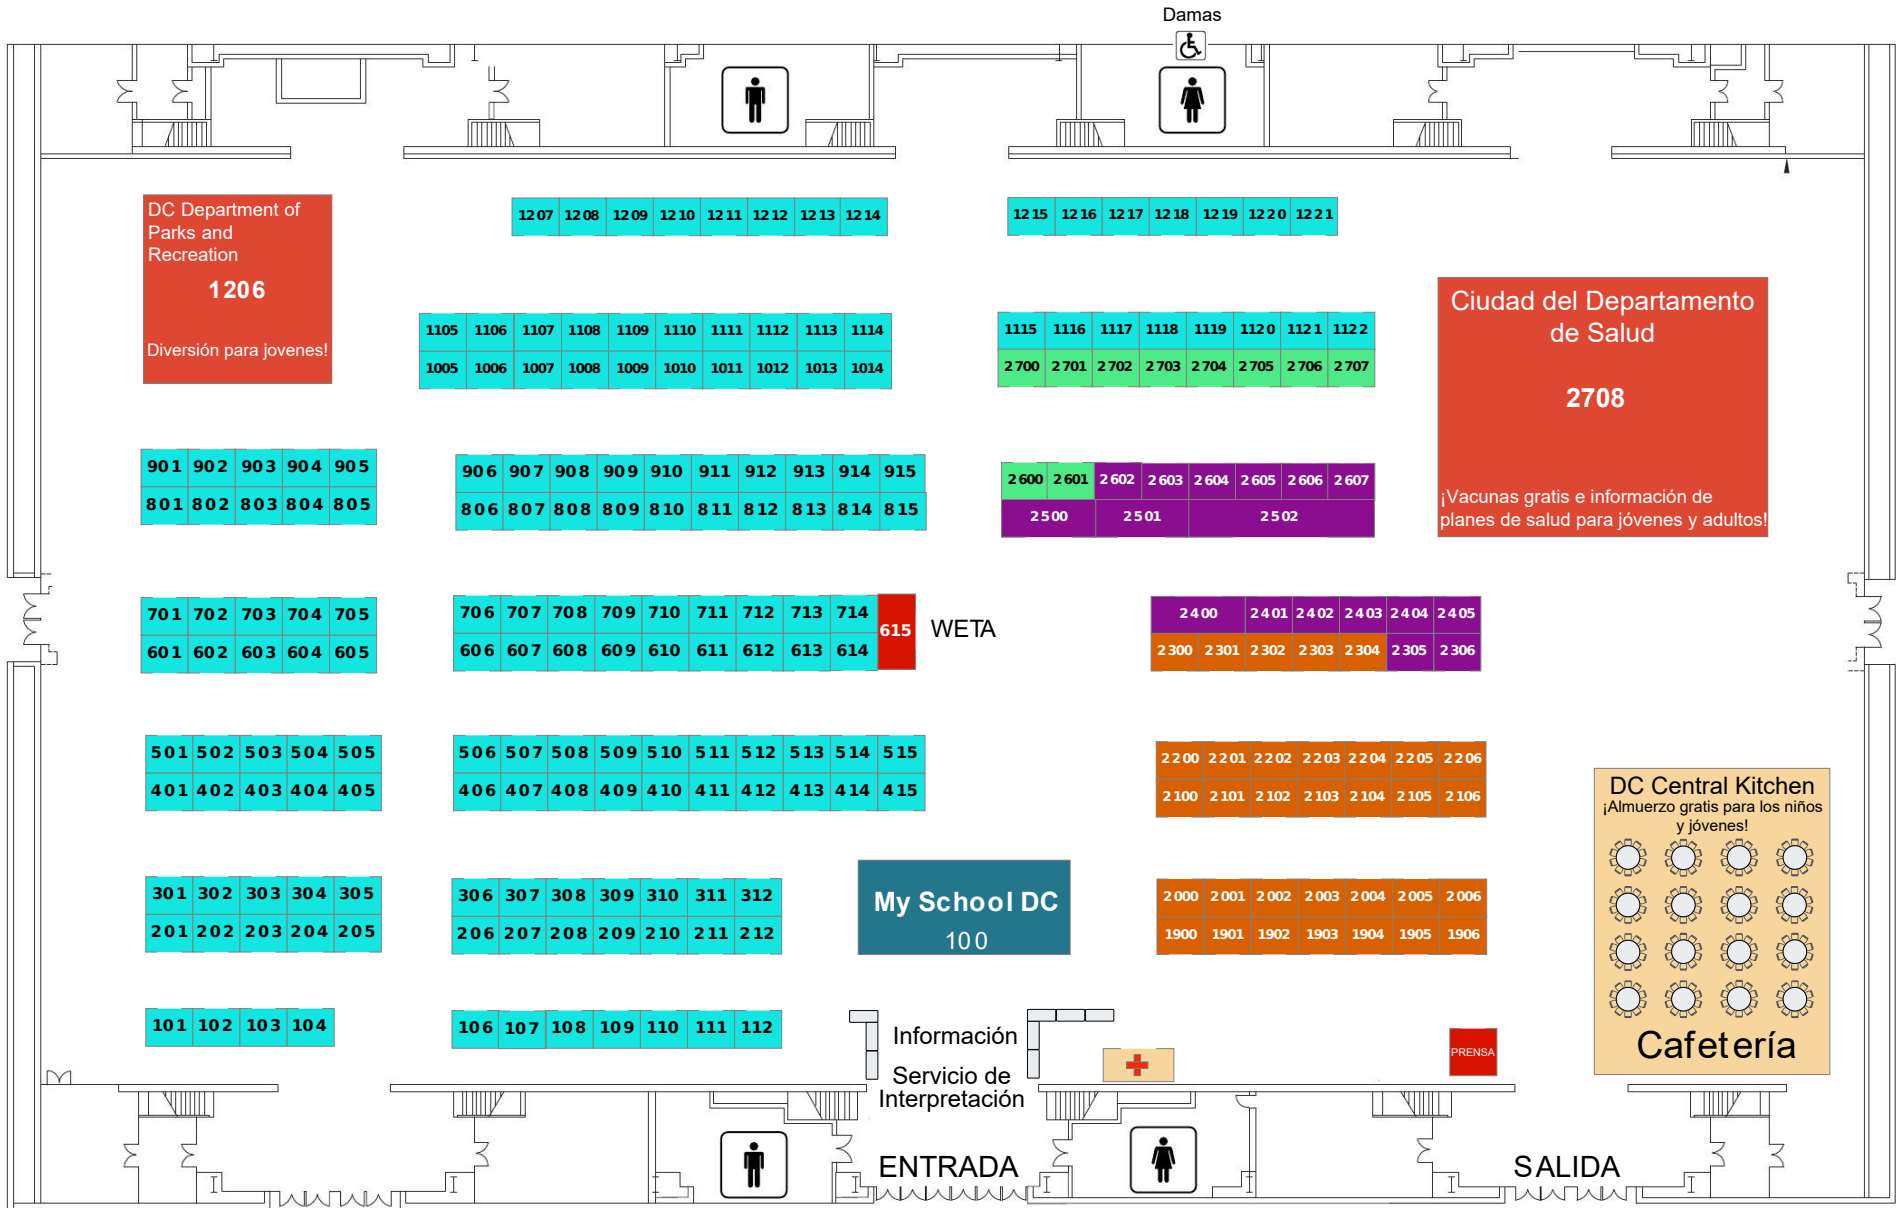 Damas
DC Department of
Parks and
Recreation
1206
Diversión para jovenes!
1207 1208 1209 1210 1211 1212 1213 1214
1215 1216 1217 1218 1219 1220 1221
1105 1106 1107 1108 1109 1110 1111 1112 1113 1114
1005 1006 1007 1008 1009 1010 1011 1012 1013 1014
1115 1116 1117 1118 1119 1120 1121 1122
2700 2701 2702 2703 2704 2705 2706 2707
Ciudad del Departamento
de Salud
2708
¡Vacunas gratis e información de
planes de salud para jóvenes y adultos!
901 902 903 904 905
801 802 803 804 805
906 907 908 909 910 911 912 913 914 915
806 807 808 809 810 811 812 813 814 815
2600 2601 2602 2603 2604 2605 2606 2607
2500 2501 2502
701 702 703 704 705
601 602 603 604 605
706 707 708 709 710 711 712 713 714
606 607 608 609 610 611 612 613 614
615
WETA
2400 2401 2402 2403 2404 2405
2300 2301 2302 2303 2304 2305 2306
501 502 503 504 505
401 402 403 404 405
506 507 508 509 510 511 512 513 514 515
406 407 408 409 410 411 412 413 414 415
2200 2201 2202 2203 2204 2205 2206
2100 2101 2102 2103 2104 2105 2106
DC Central Kitchen
¡Almuerzo gratis para los niños
y jóvenes!
Cafetería
301 302 303 304 305
201 202 203 204 205
306 307 308 309 310 311 312
206 207 208 209 210 211 212
My School DC
100
2000 2001 2002 2003 2004 2005 2006
1900 1901 1902 1903 1904 1905 1906
101 102 103 104
106 107 108 109 110 111 112
Información
Servicio de
Interpretación
PRENSA
ENTRADA
SALIDA